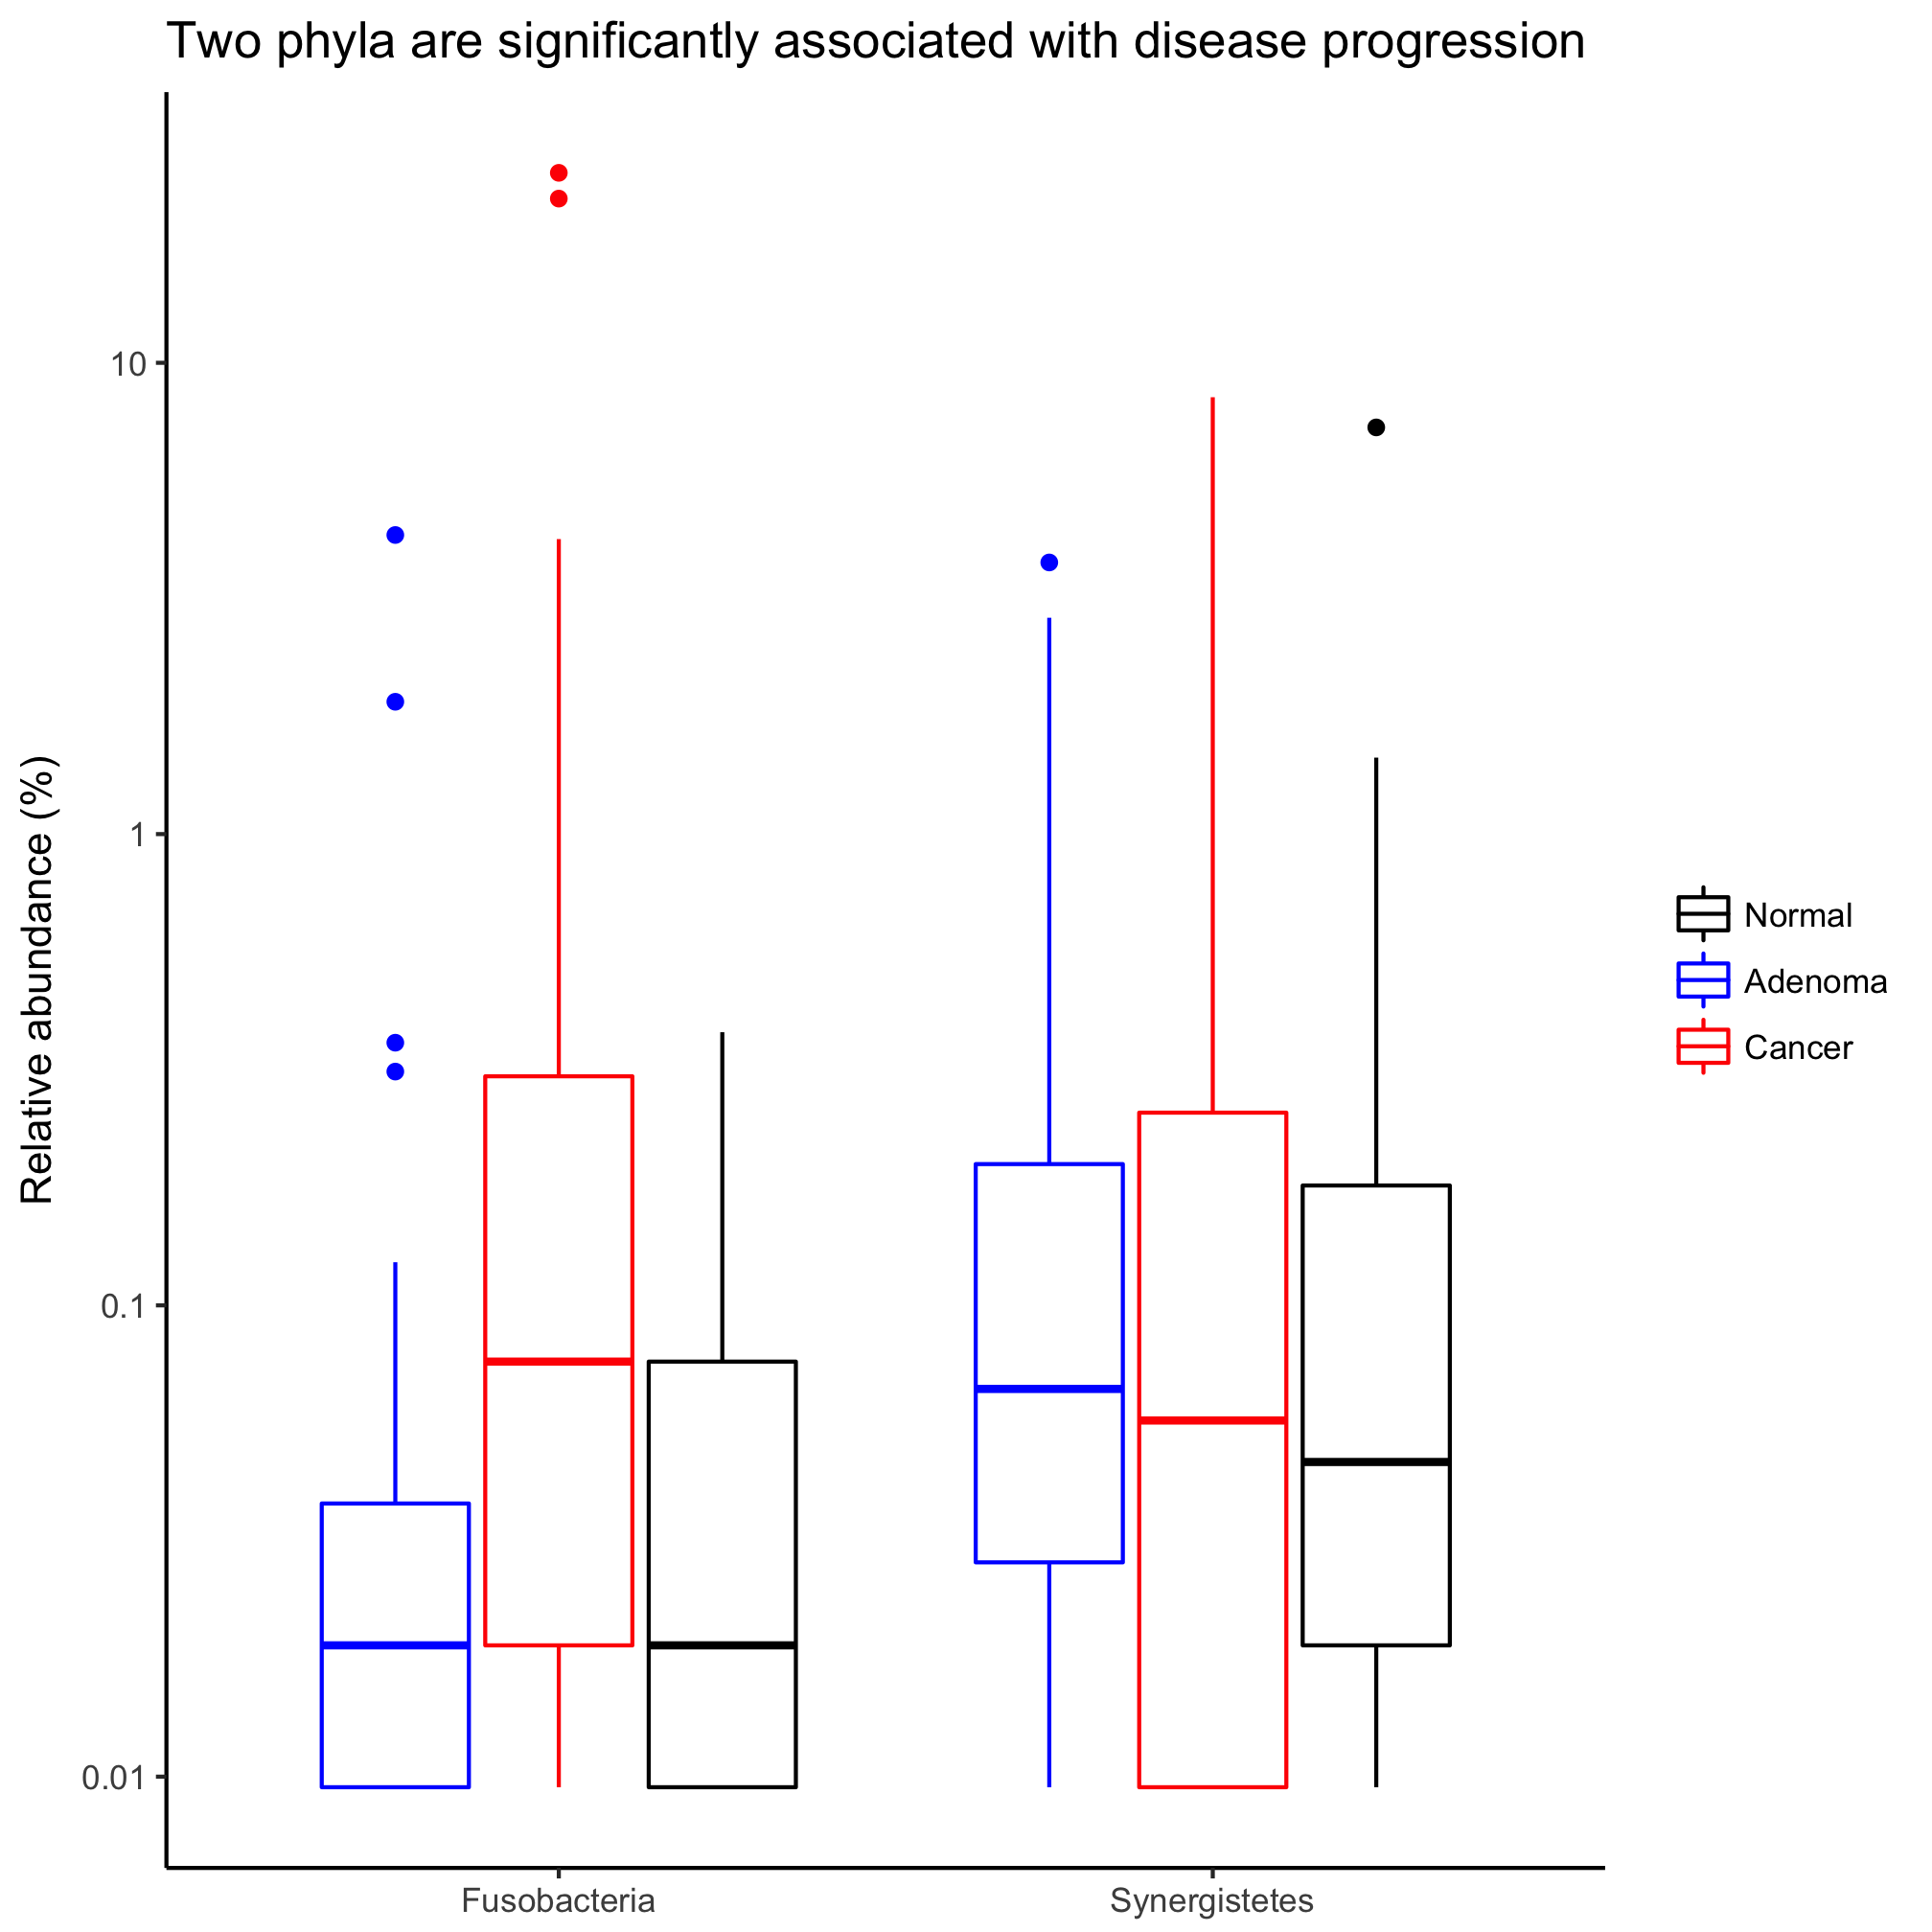 Two phyla are significantly associated with disease progression
Relative abundance (%)
10
1
0.1
0.01
Fusobacteria
Synergistetes
Normal
Adenoma
Cancer